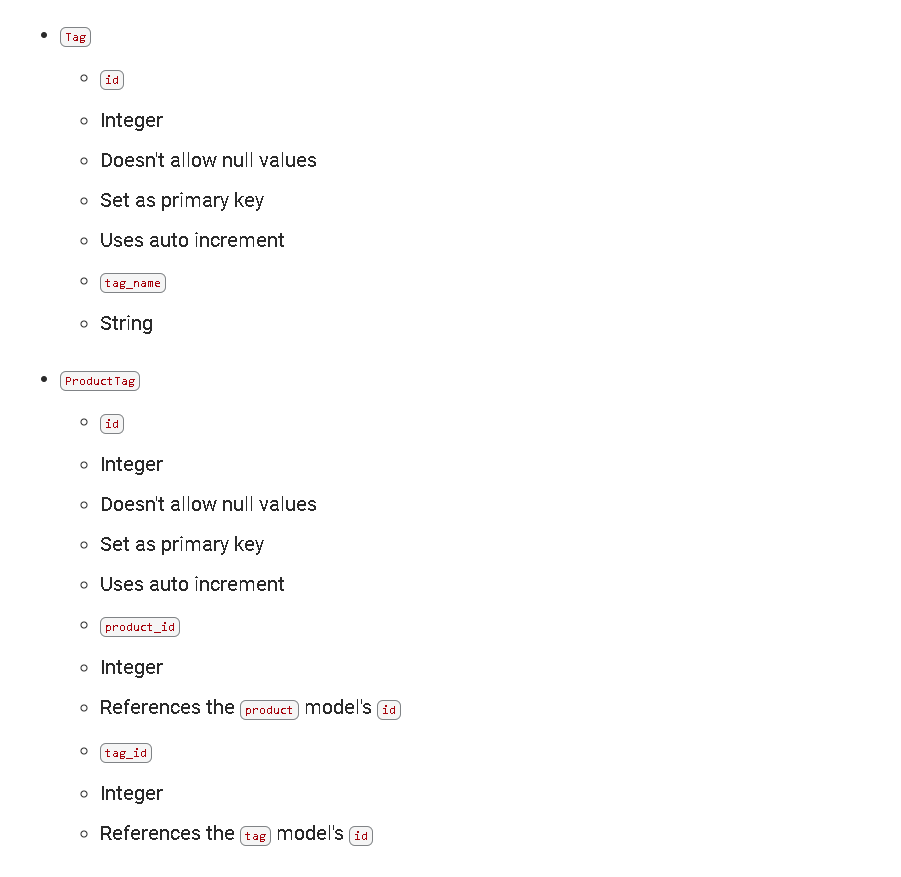 Tag
id
Integer
Doesn't allow null values
Set as primary key
Uses auto increment
tag_name
String
ProductTag
id
Integer
Doesn't allow null values
Set as primary key
Uses auto increment
product_id
Integer
References the product model's id
tag_id
Integer
References the tag model's id